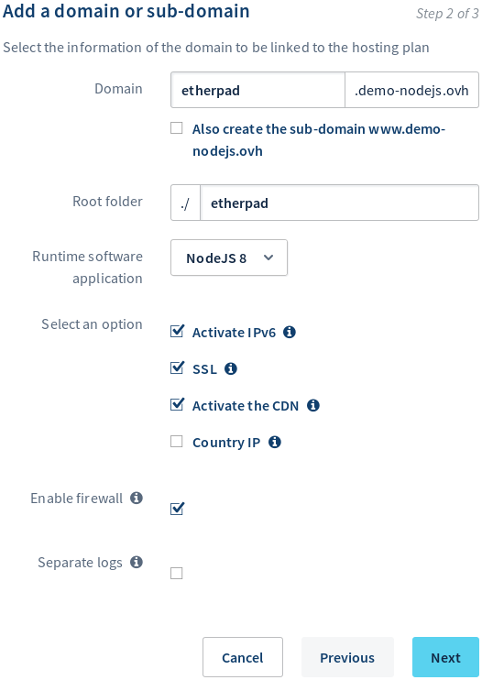 Add a domain or sub-domain
Step 2 of 3
Select the information of the domain to be linked to the hosting plan
Domain
etherpad
.demo-nodejs.ovh
Also create the sub-domain www.demo-
nodejs.ovh
Root folder
./
etherpad
Runtime software
application
NodeJS 8
Select an option
Activate IPv6
SSL
Activate the CDN
Country IP
Enable firewall
Separate logs
Cancel
Previous
Next